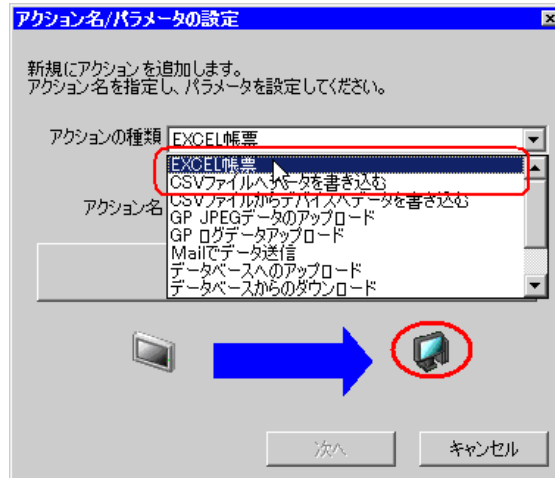 アクション名/パラメータの設定
新規にアクションを追加します。
アクション名を指定し、パラメータを設定してください。
アクションの種類 EXCEL帳票
EXCEL帳票
CSVファイルへデータを書き込む
アクション名 CSVファイルからデバイスへデータを書き込む
GP JPEGデータのアップロード
GP ログデータアップロード
Mailでデータ送信
データベースへのアップロード
データベースからのダウンロード
次へ キャンセル